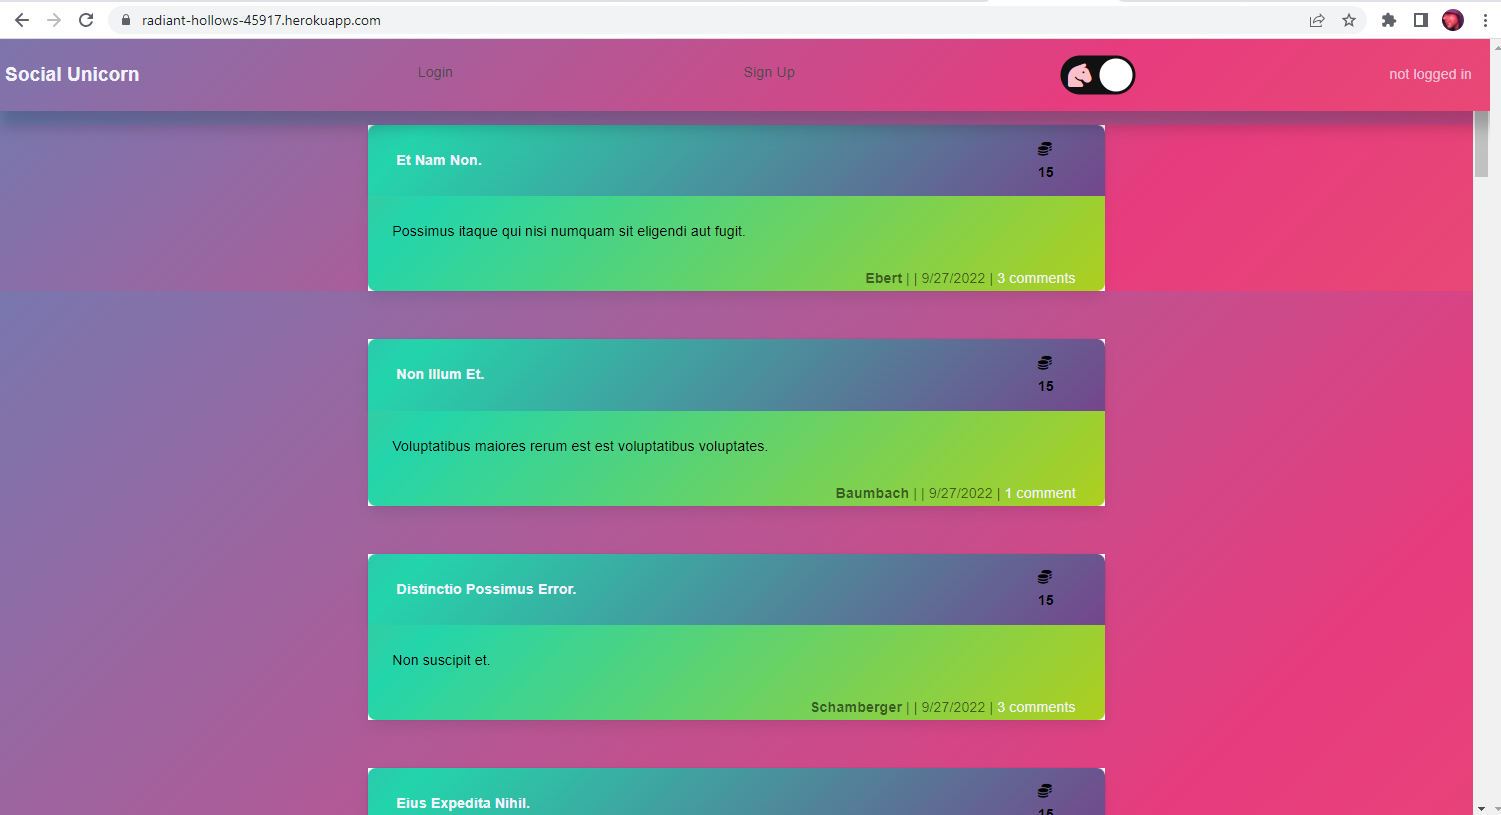 radiant-hollows-45917.herokuapp.com
Social Unicorn
Login
Sign Up
not logged in
Et Nam Non.
15
Possimus itaque qui nisi numquam sit eligendi aut fugit.
Ebert | | 9/27/2022 | 3 comments
Non Illum Et.
15
Voluptatibus maiores rerum est est voluptatibus voluptates.
Baumbach | | 9/27/2022 | 1 comment
Distinctio Possimus Error.
15
Non suscipit et.
Schamberger | | 9/27/2022 | 3 comments
Eius Expedita Nihil.
15